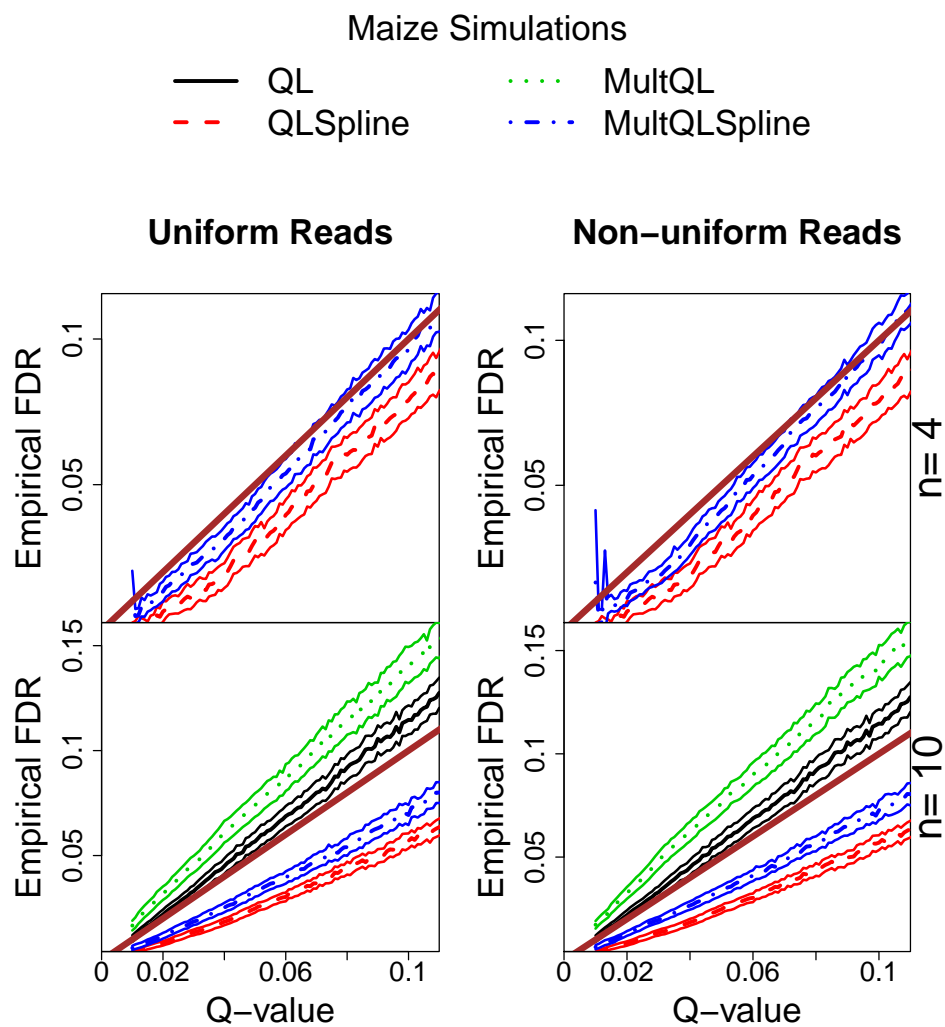 Maize Simulations
QL
MultQL
QLSpline
MultQLSpline
Uniform Reads
Non−uniform Reads
Empirical FDR
0.05
0.1
Empirical FDR
0.05
0.1
n= 4
Empirical FDR
0.05
0.1
0.15
Empirical FDR
0.05
0.1
0.15
n= 10
0
0.02
0.06
0.1
0
0.02
0.06
0.1
Q−value
Q−value